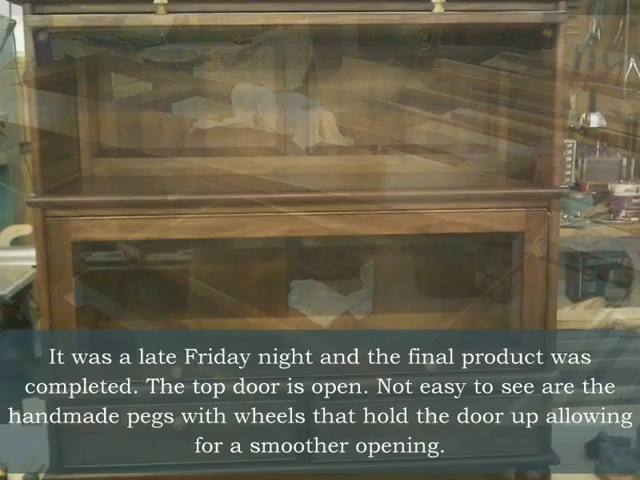 It was a late Friday night and the final product was
completed. The top door is open. Not easy to see are the
handmade pegs with wheels that hold the door up allowing
for a smoother opening.